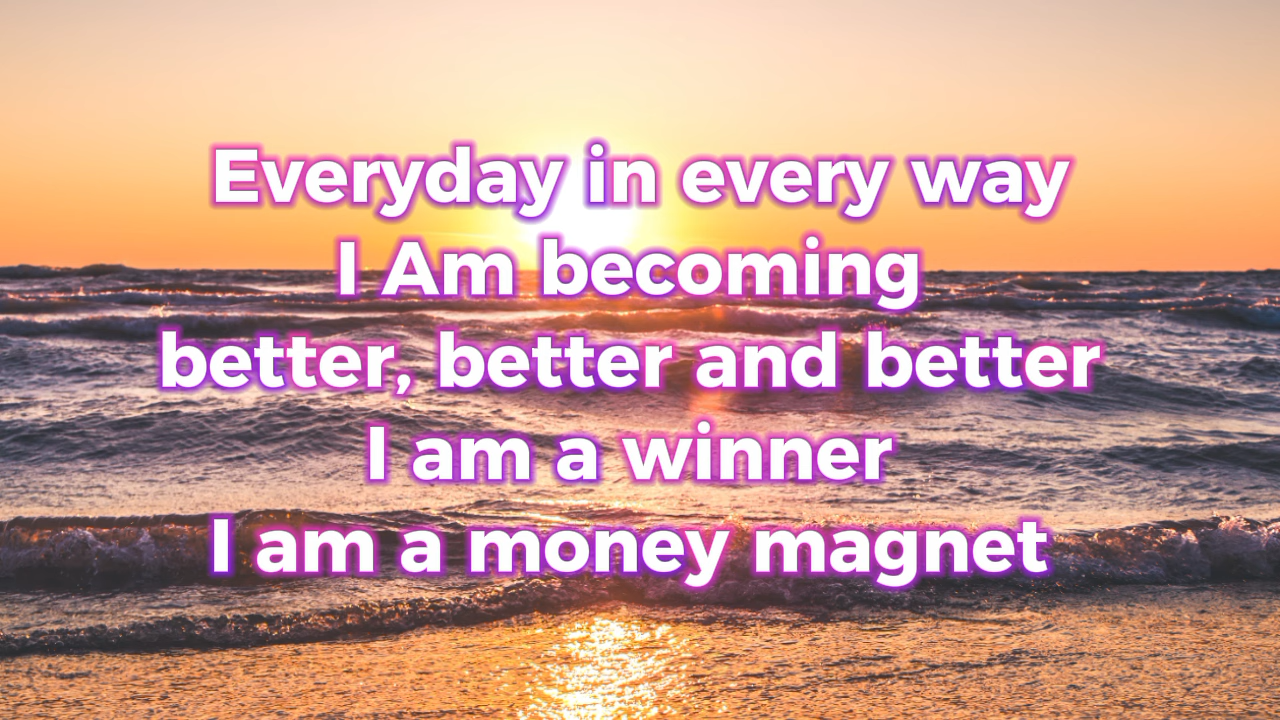 Everyday in every way
I Am becoming
better, better and better
I am a winner
I am a money magnet